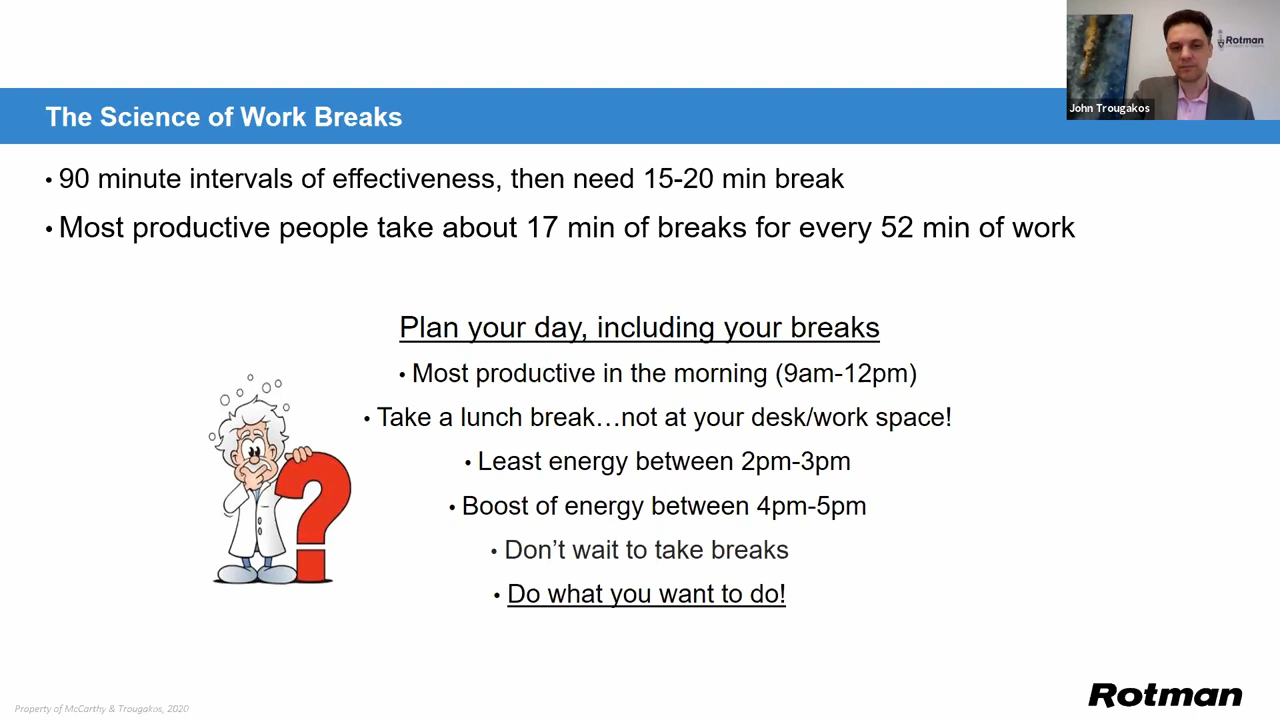 Rotman
John Trougakos
The Science of Work Breaks
• 90 minute intervals of effectiveness, then need 15-20 min break
• Most productive people take about 17 min of breaks for every 52 min of work
Plan your day, including your breaks
• Most productive in the morning (9am-12pm)
• Take a lunch break…not at your desk/work space!
• Least energy between 2pm-3pm
• Boost of energy between 4pm-5pm
• Don’t wait to take breaks
• Do what you want to do!
?
Property of McCarthy & Trougakos, 2020
Rotman